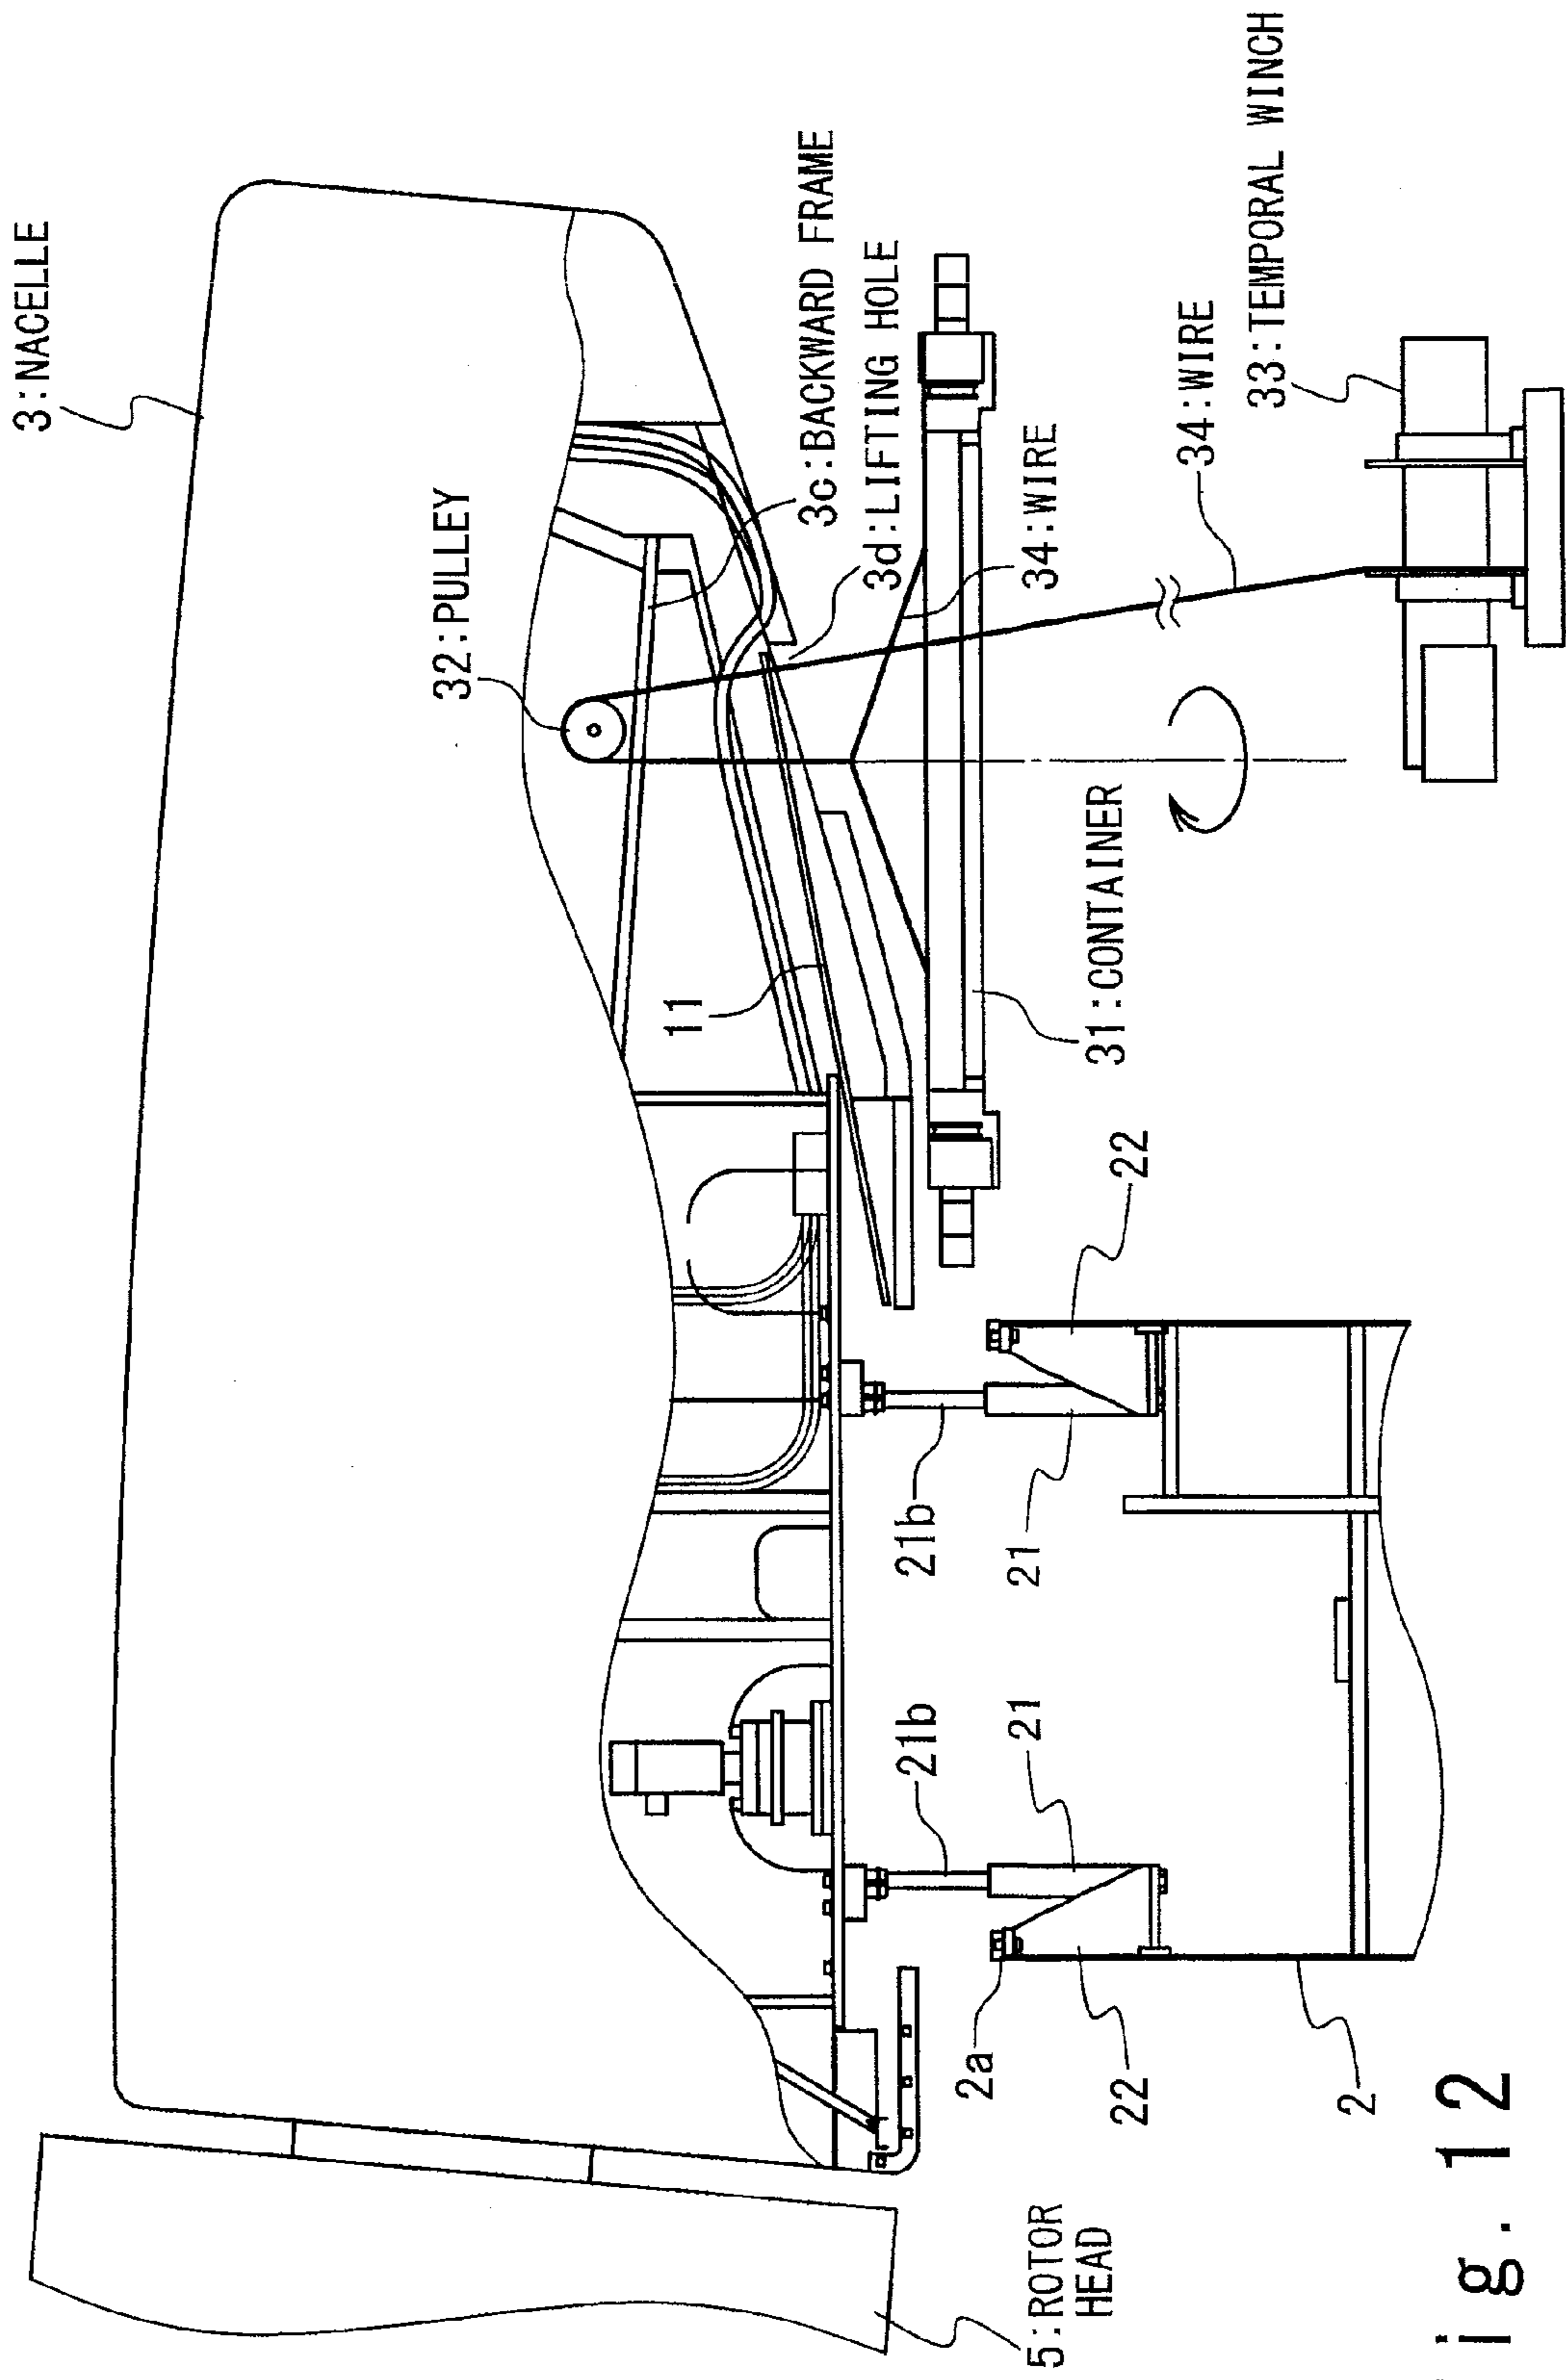 3:NACELLE
32:PULLEY
3c:BACKWARD FRAME
3d:LIFTING HOLE
34:WIRE
34:WIRE
33:TEMPORAL WINCH
11
31:CONTAINER
22
21b
21
21b
21
2a
22
2
5:ROTOR
HEAD
ig. 12